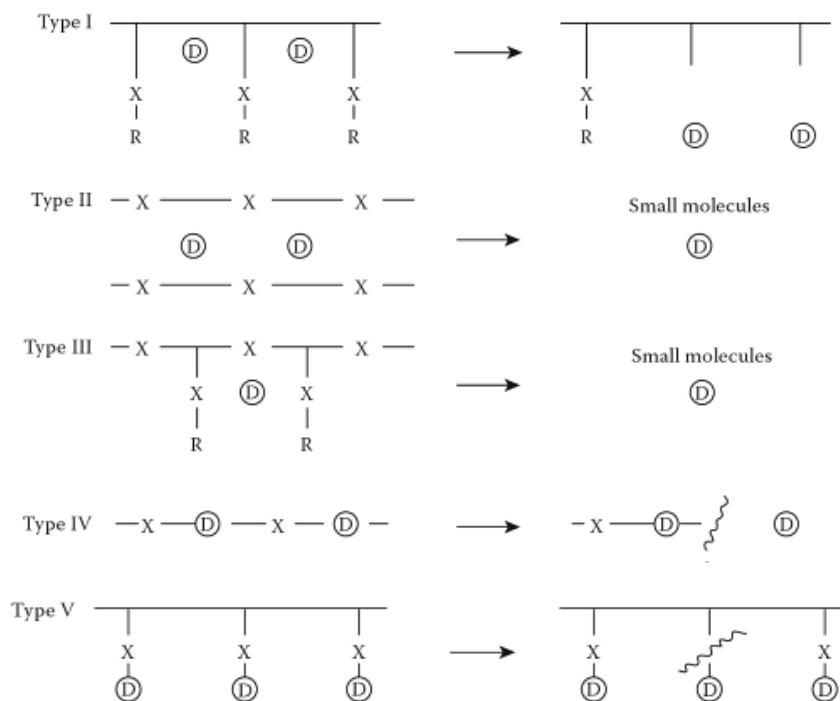 Type I
D D D D
X X X X
R R R R
Type II X X X
Small molecules
D D D
X X X
Type III X X X
Small molecules
X D X D
R R
Type IV X D X D X D D
Type V
X X X X X X
D D D D D D